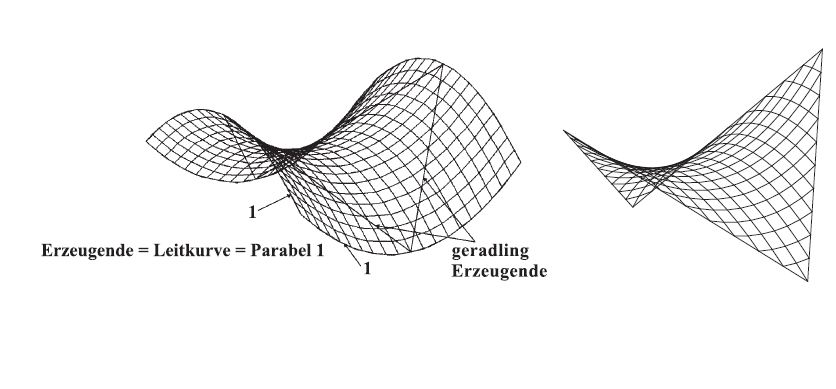 1
Erzeugende = Leitkurve = Parabel 1
1
geradling
Erzeugende